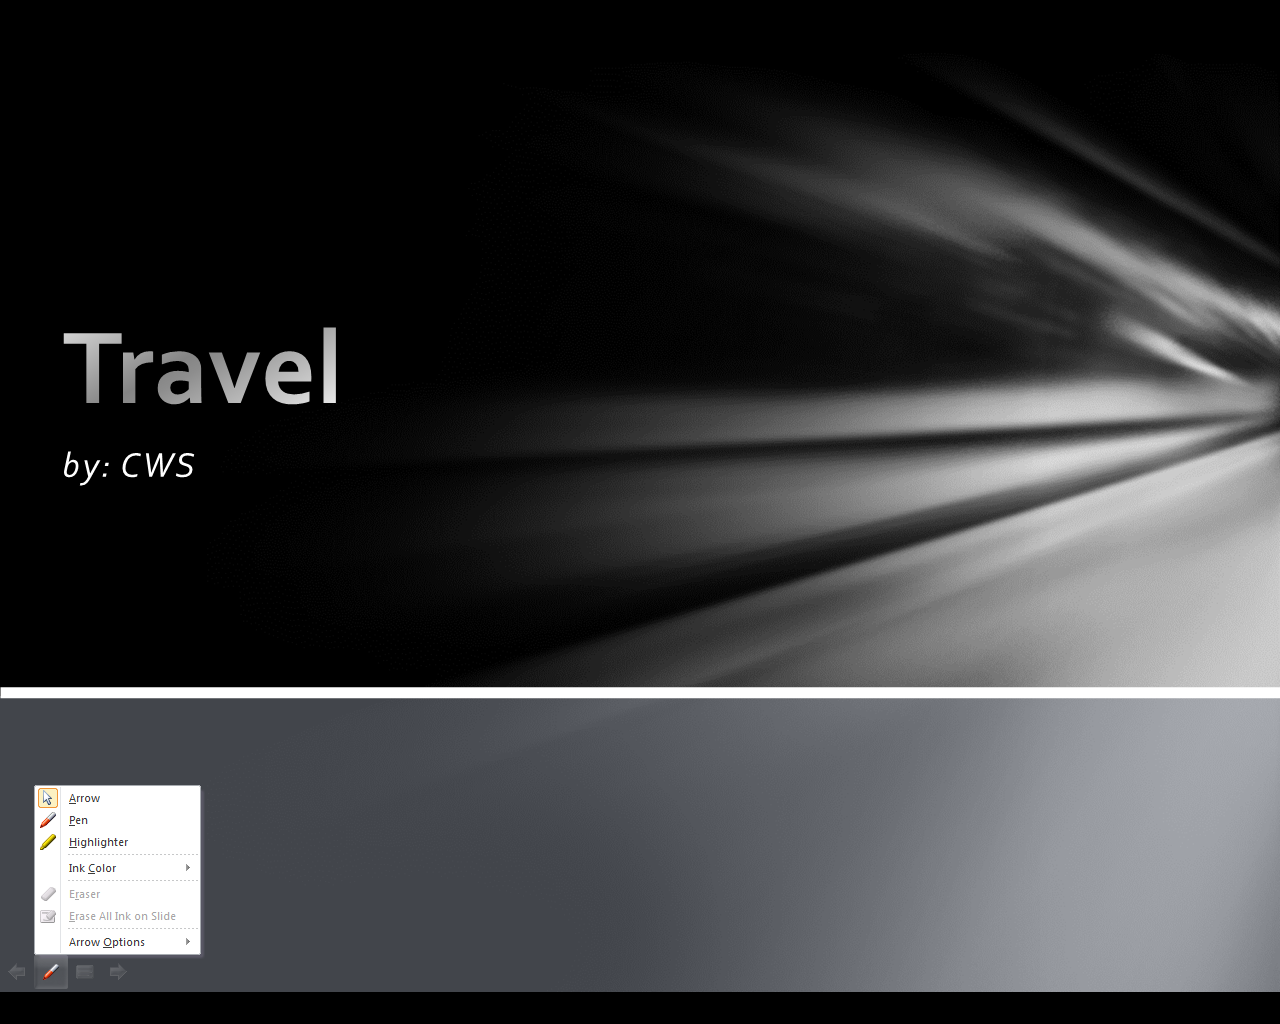 Travel
by: CWS
Arrow
Pen
Highlighter
Ink Color
Eraser
Erase All Ink on Slide
Arrow Options